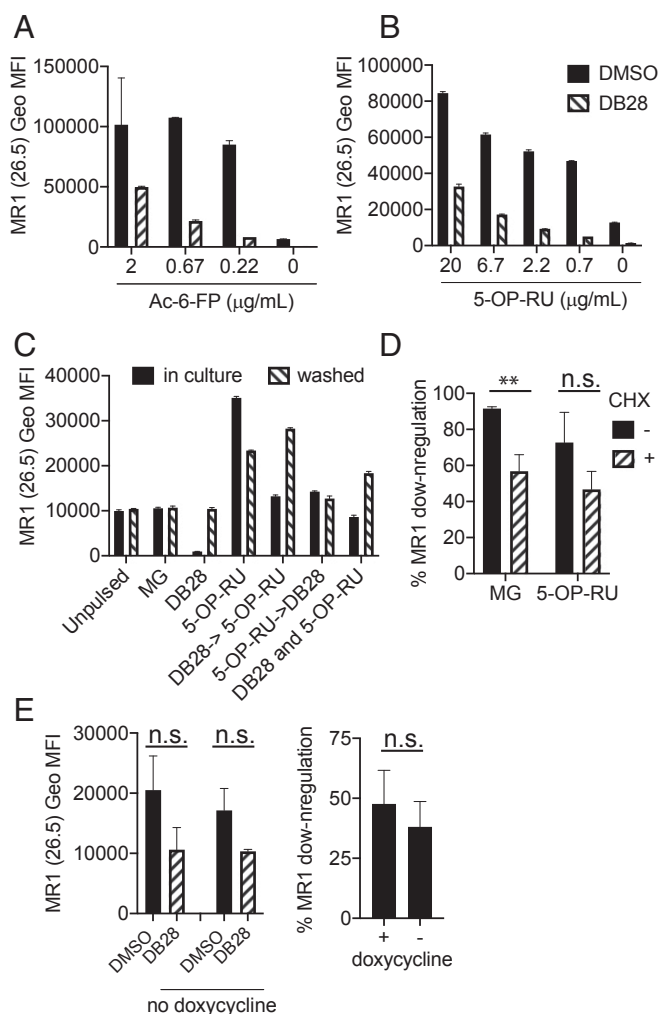 A
MR1 (26.5) Geo MFI
150000
100000
50000
0
2 0.67 0.22 0
Ac-6-FP (μg/mL)
B
MR1 (26.5) Geo MFI
100000
80000
60000
40000
20000
0
20 6.7 2.2 0.7 0
5-OP-RU (μg/mL)
DMSO
DB28
C
MR1 (26.5) Geo MFI
40000
30000
20000
10000
0
in culture washed
Unpulsed
MG
DB28
5-OP-RU
DB28-> 5-OP-RU
5-OP-RU->DB28
DB28 and 5-OP-RU
D
% MR1 dow-nregulation
100
80
60
40
20
0
** n.s.
MG 5-OP-RU
CHX
-
+
E
MR1 (26.5) Geo MFI
30000
20000
10000
0
n.s. n.s.
DMSO
DB28
DMSO
DB28
no doxycycline
% MR1 dow-nregulation
75
50
25
0
n.s.
+ -
doxycycline